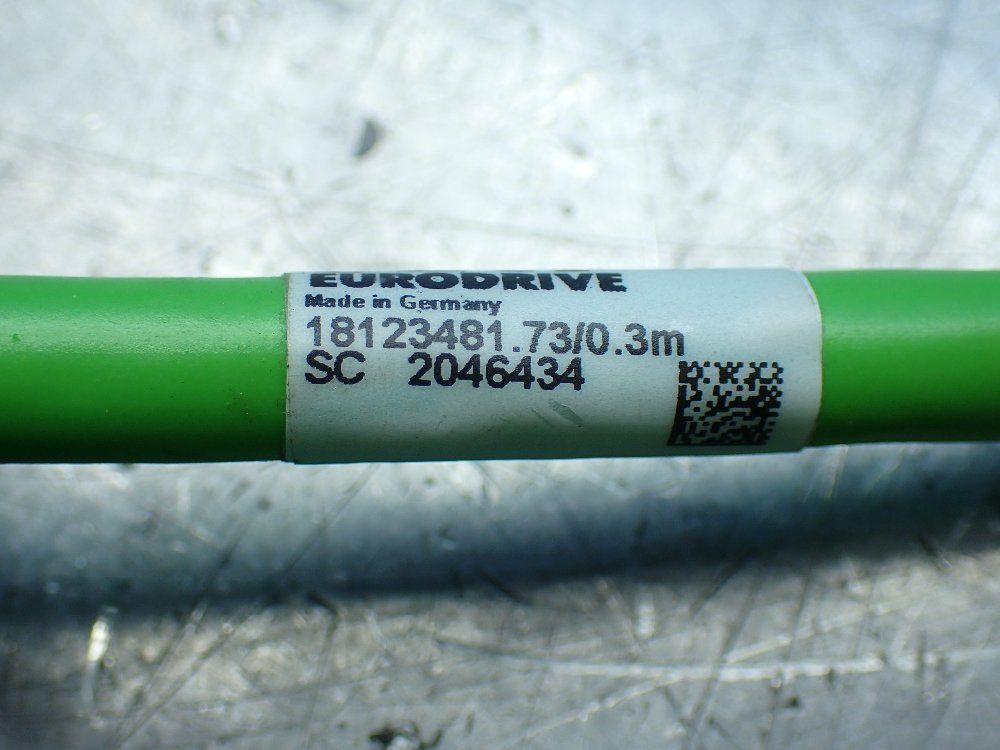 EURODRIVE
Made in Germany
18123481.73/0.3m
SC 2046434